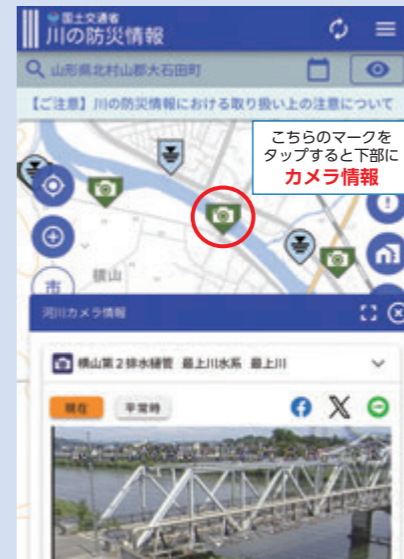 国土交通省
川の防災情報
山形県北村山郡大石田町
【ご注意】川の防災情報における取り扱い上の注意について
こちらのマークを
タップすると下部に
カメラ情報
市
横山
河川カメラ情報
横山第2排水樋管 最上川水系 最上川
現在
平常時